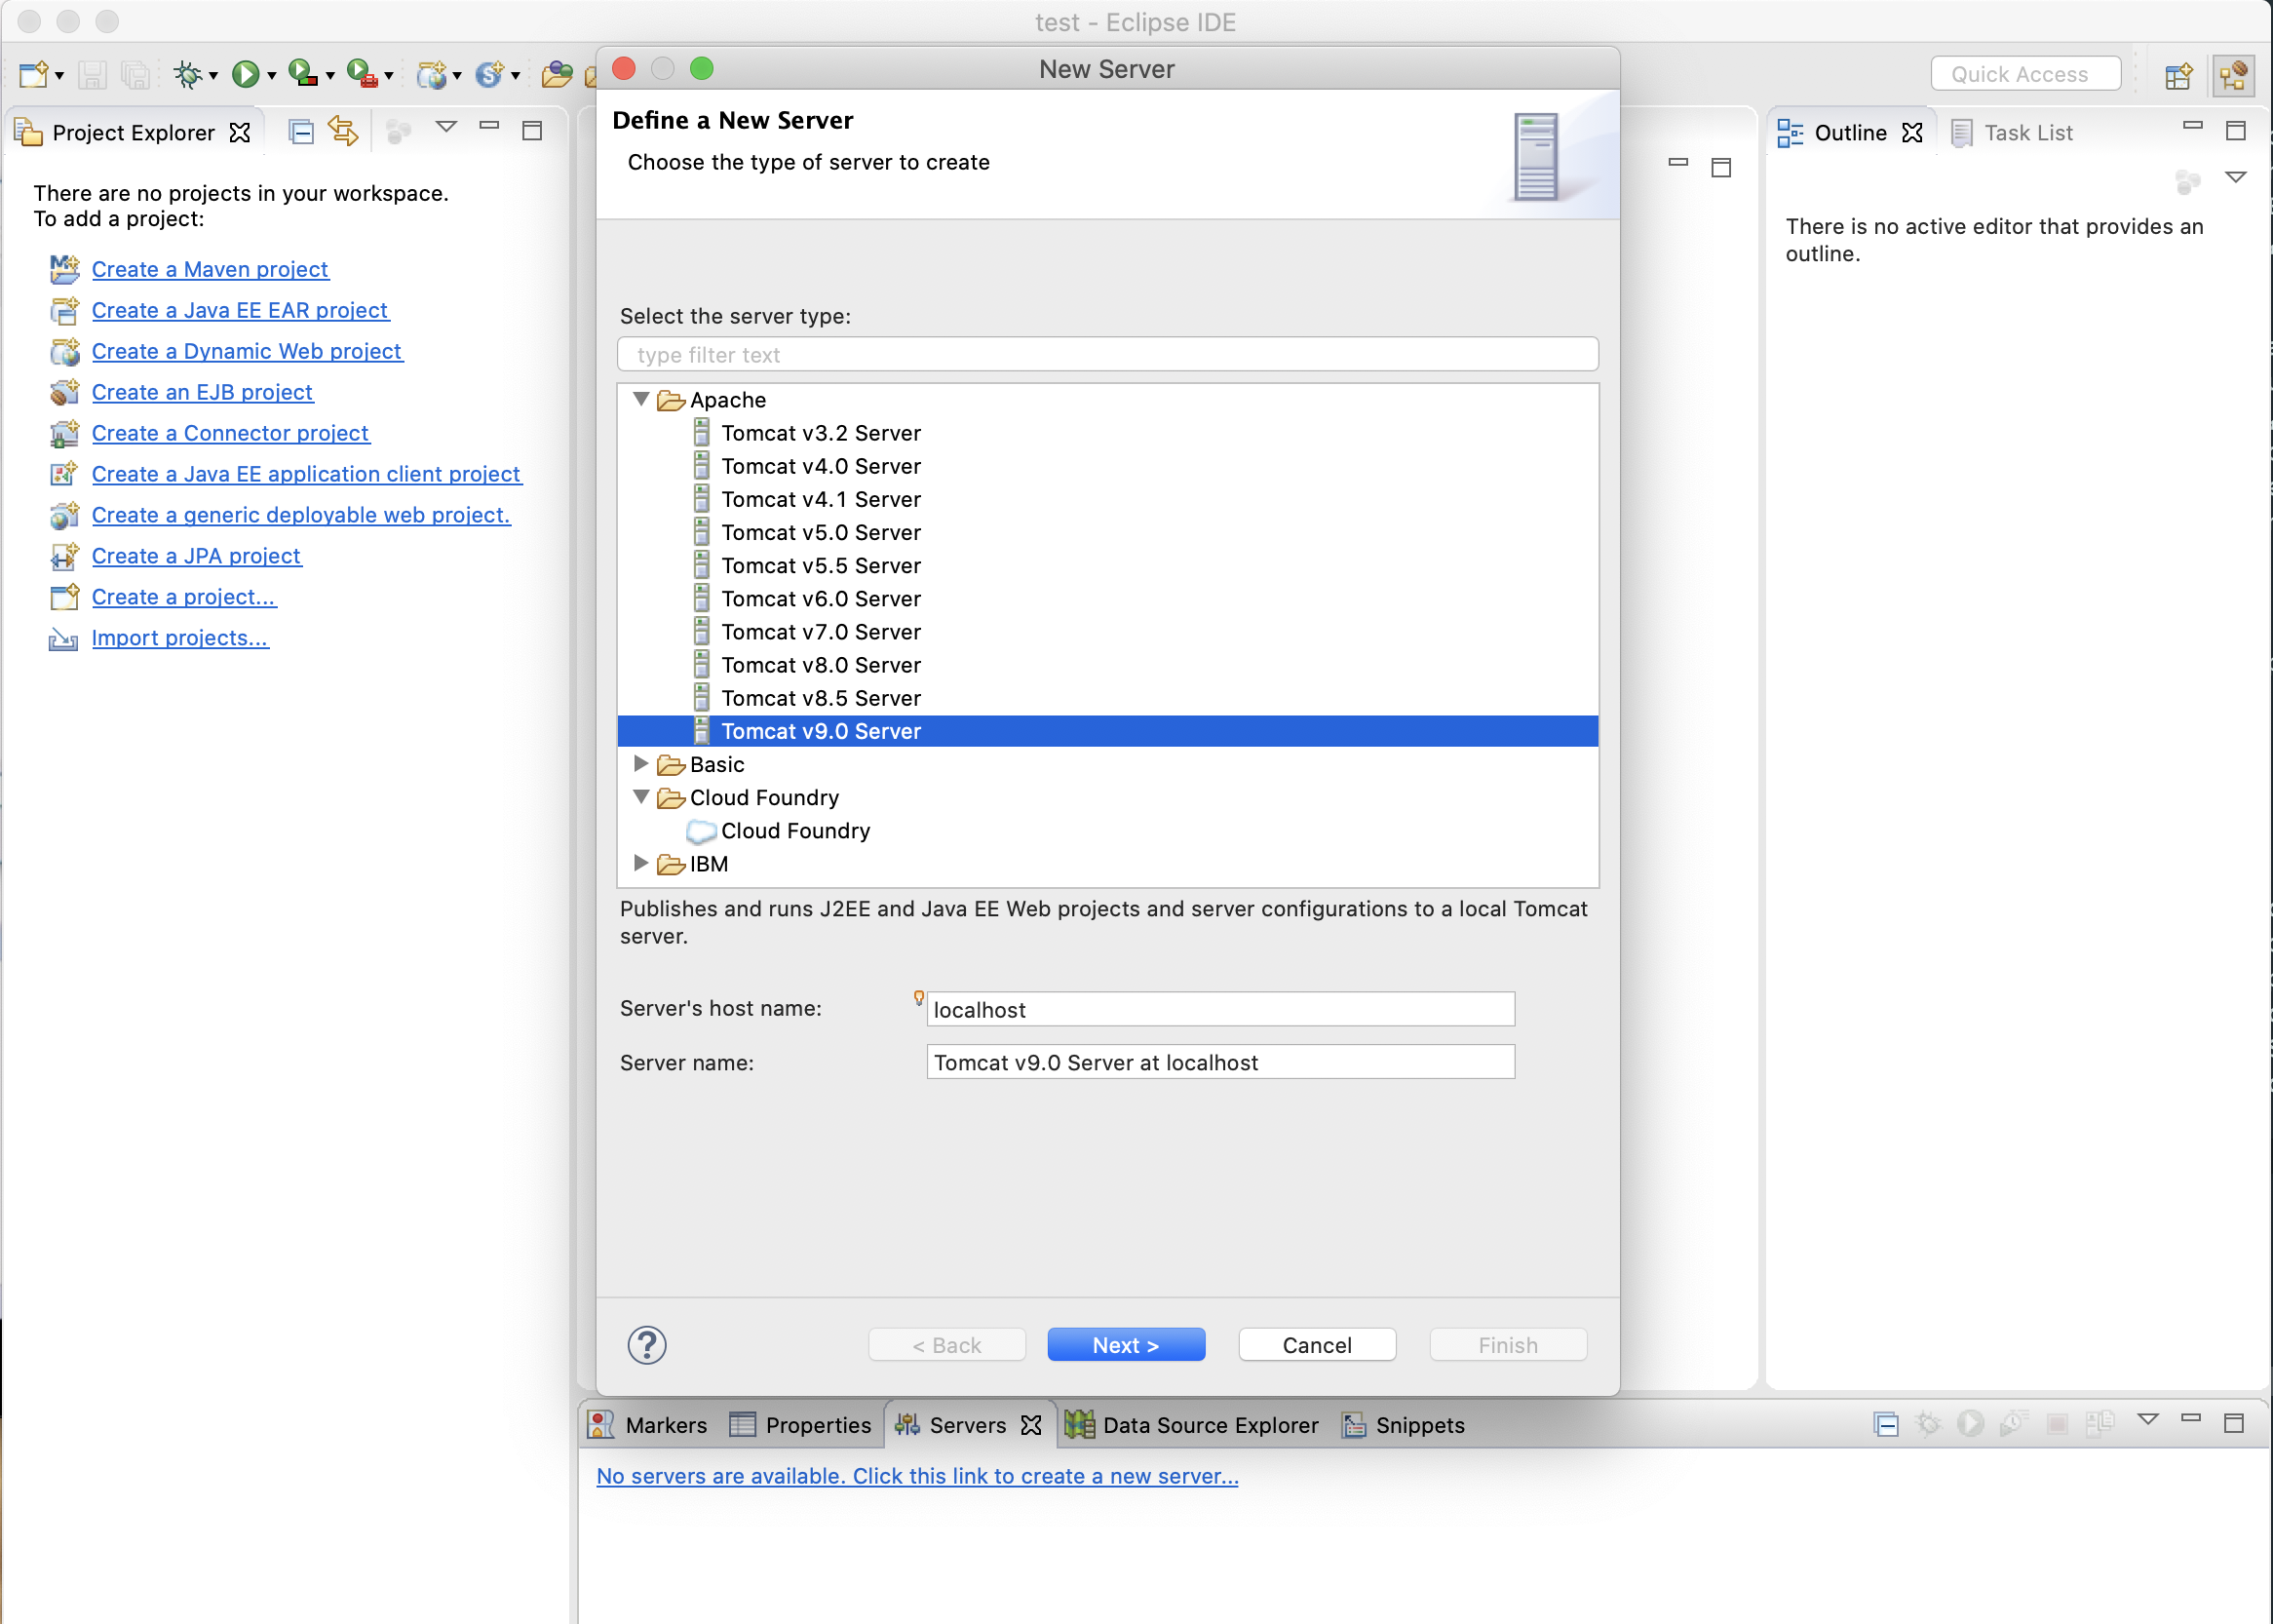 test - Eclipse IDE
Quick Access
Project Explorer
There are no projects in your workspace.
To add a project:
Create a Maven project
Create a Java EE EAR project
Create a Dynamic Web project
Create an EJB project
Create a Connector project
Create a Java EE application client project
Create a generic deployable web project.
Create a JPA project
Create a project...
Import projects...
New Server
Define a New Server
Choose the type of server to create
Select the server type:
type filter text
Apache
Tomcat v3.2 Server
Tomcat v4.0 Server
Tomcat v4.1 Server
Tomcat v5.0 Server
Tomcat v5.5 Server
Tomcat v6.0 Server
Tomcat v7.0 Server
Tomcat v8.0 Server
Tomcat v8.5 Server
Tomcat v9.0 Server
Basic
Cloud Foundry
Cloud Foundry
IBM
Publishes and runs J2EE and Java EE Web projects and server configurations to a local Tomcat
server.
Server's host name: localhost
Server name: Tomcat v9.0 Server at localhost
? < Back Next > Cancel Finish
Outline Task List
There is no active editor that provides an
outline.
Markers Properties Servers Data Source Explorer Snippets
No servers are available. Click this link to create a new server...